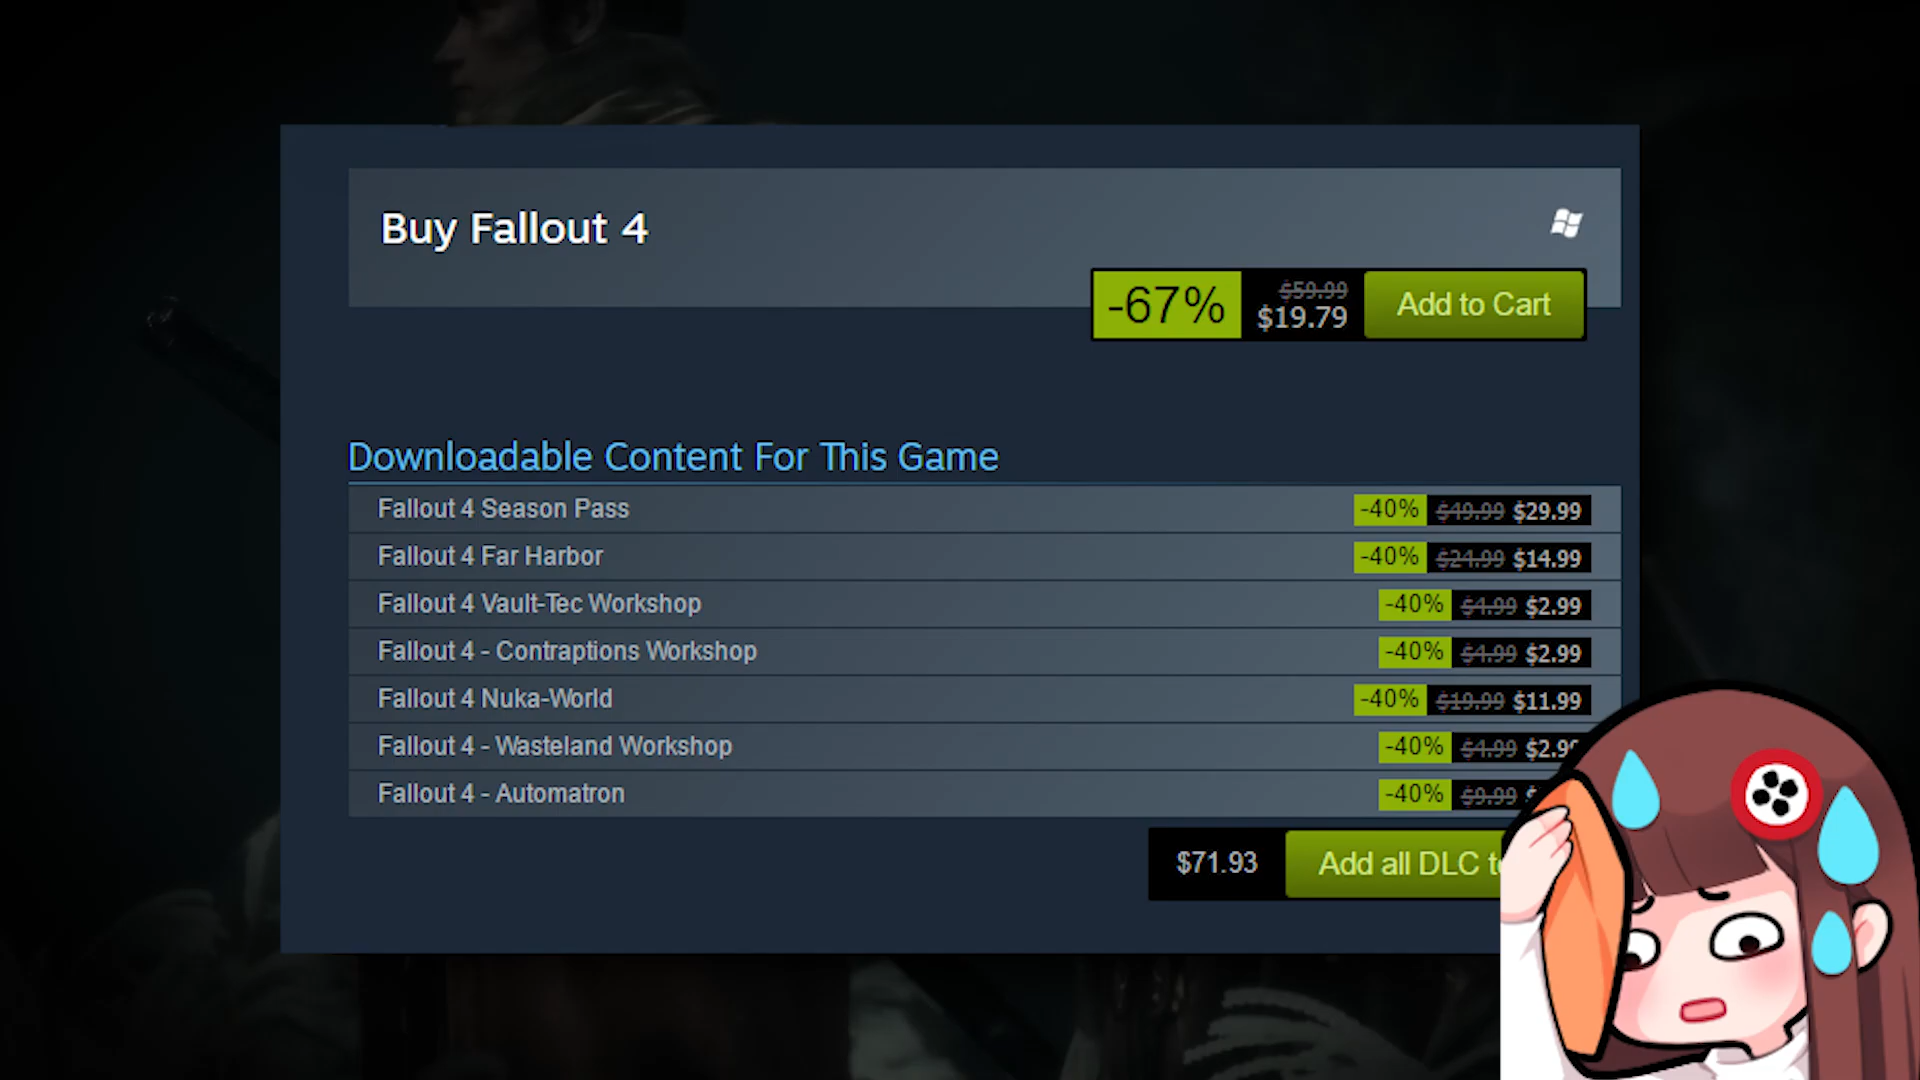 Buy Fallout 4
-67% $59.99 $19.79 Add to Cart
Downloadable Content For This Game
Fallout 4 Season Pass -40% $49.99 $29.99
Fallout 4 Far Harbor -40% $24.99 $14.99
Fallout 4 Vault-Tec Workshop -40% $4.99 $2.99
Fallout 4 - Contraptions Workshop -40% $4.99 $2.99
Fallout 4 Nuka-World -40% $19.99 $11.99
Fallout 4 - Wasteland Workshop -40% $4.99 $2.99
Fallout 4 - Automatron -40% $9.99
$71.93 Add all DLC